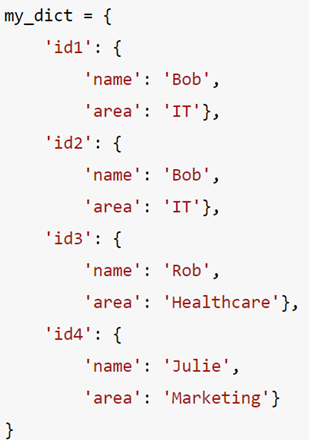 my_dict = {
    'id1': {
        'name': 'Bob',
        'area': 'IT'},
    'id2': {
        'name': 'Bob',
        'area': 'IT'},
    'id3': {
        'name': 'Rob',
        'area': 'Healthcare'},
    'id4': {
        'name': 'Julie',
        'area': 'Marketing'}
}